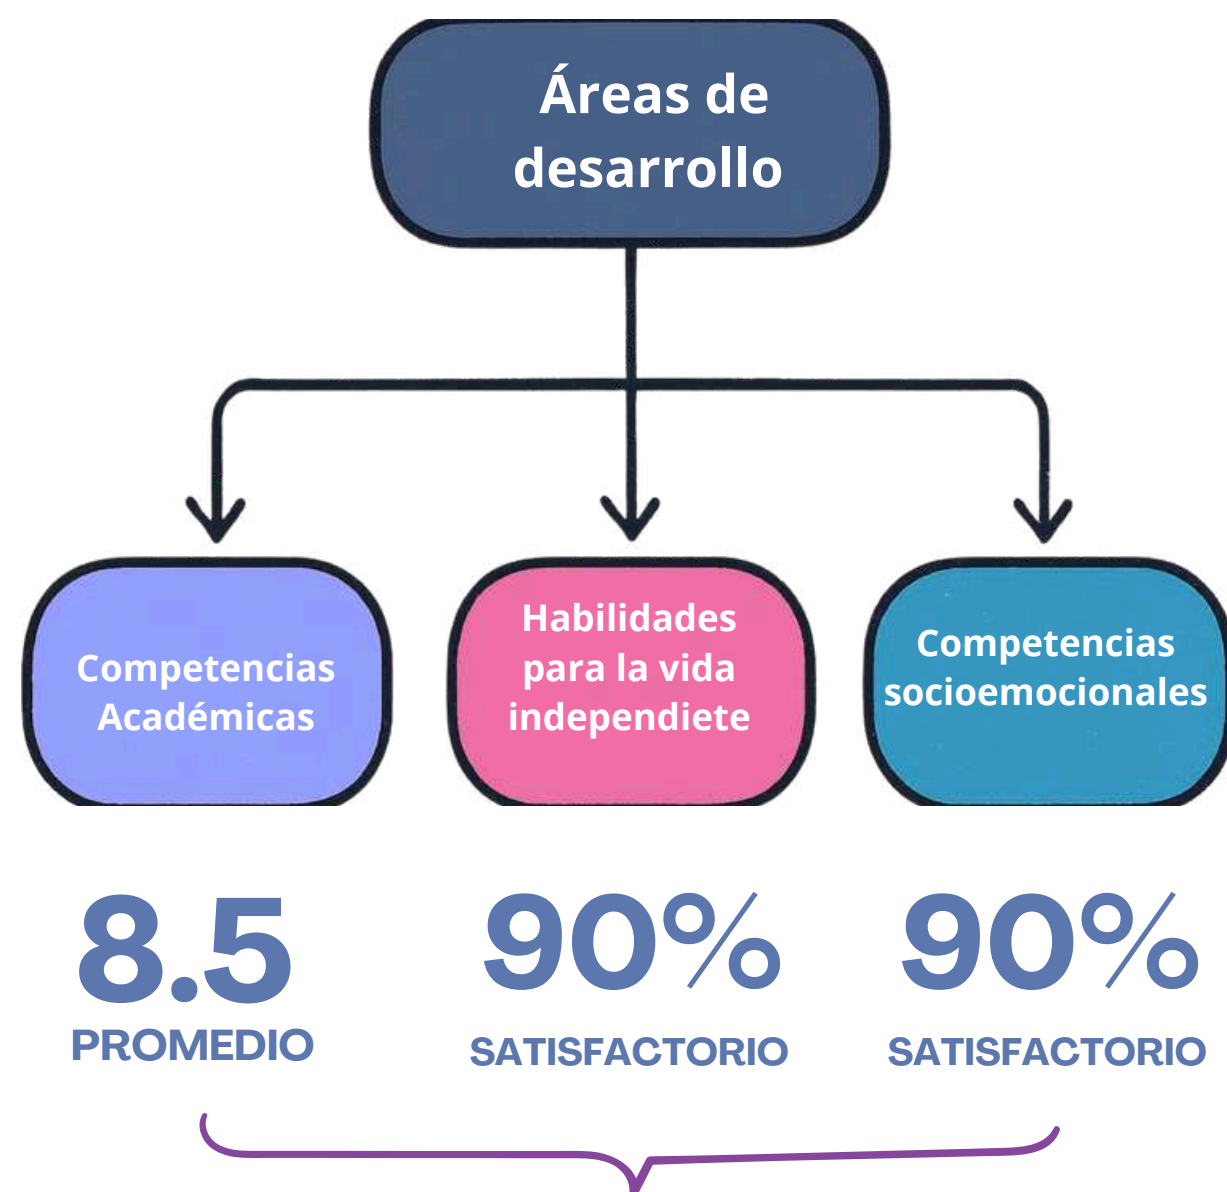 Áreas de
desarrollo
Competencias
Académicas
Habilidades
para la vida
independiete
Competencias
socioemocionales
8.5
PROMEDIO
90%
SATISFACTORIO
90%
SATISFACTORIO